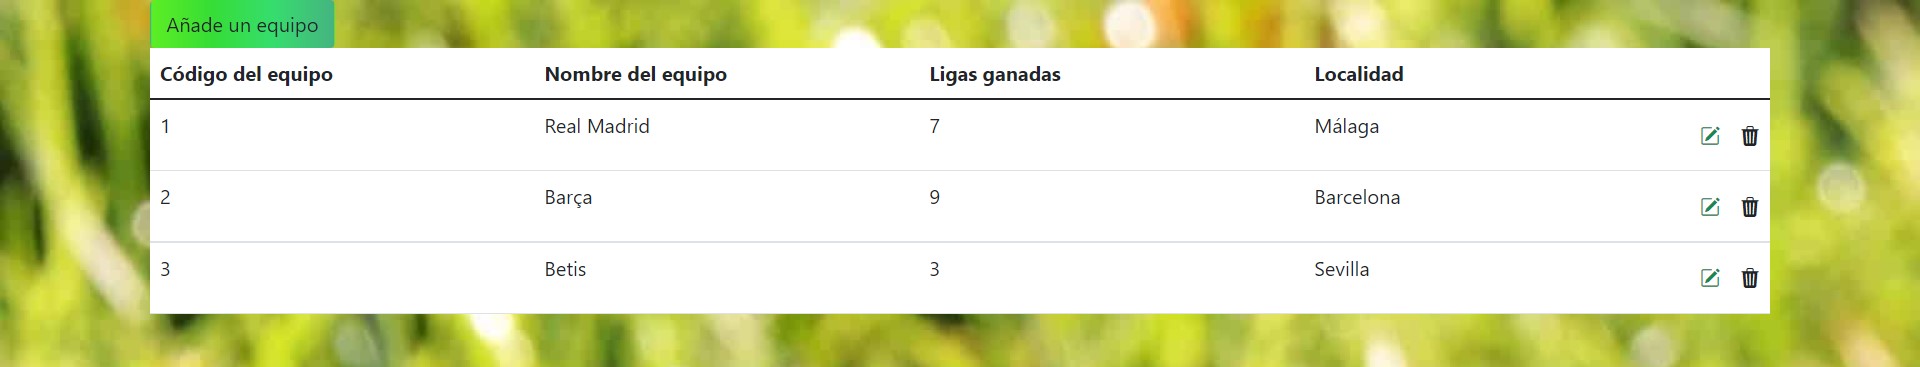 Añade un equipo
Código del equipo Nombre del equipo Ligas ganadas Localidad
1 Real Madrid 7 Málaga
2 Barça 9 Barcelona
3 Betis 3 Sevilla